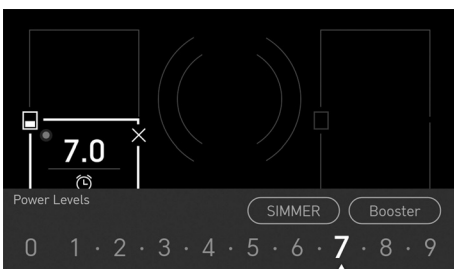 7.0
Power Levels
SIMMER Booster
0 1 · 2 · 3 · 4 · 5 · 6 · 7 · 8 · 9